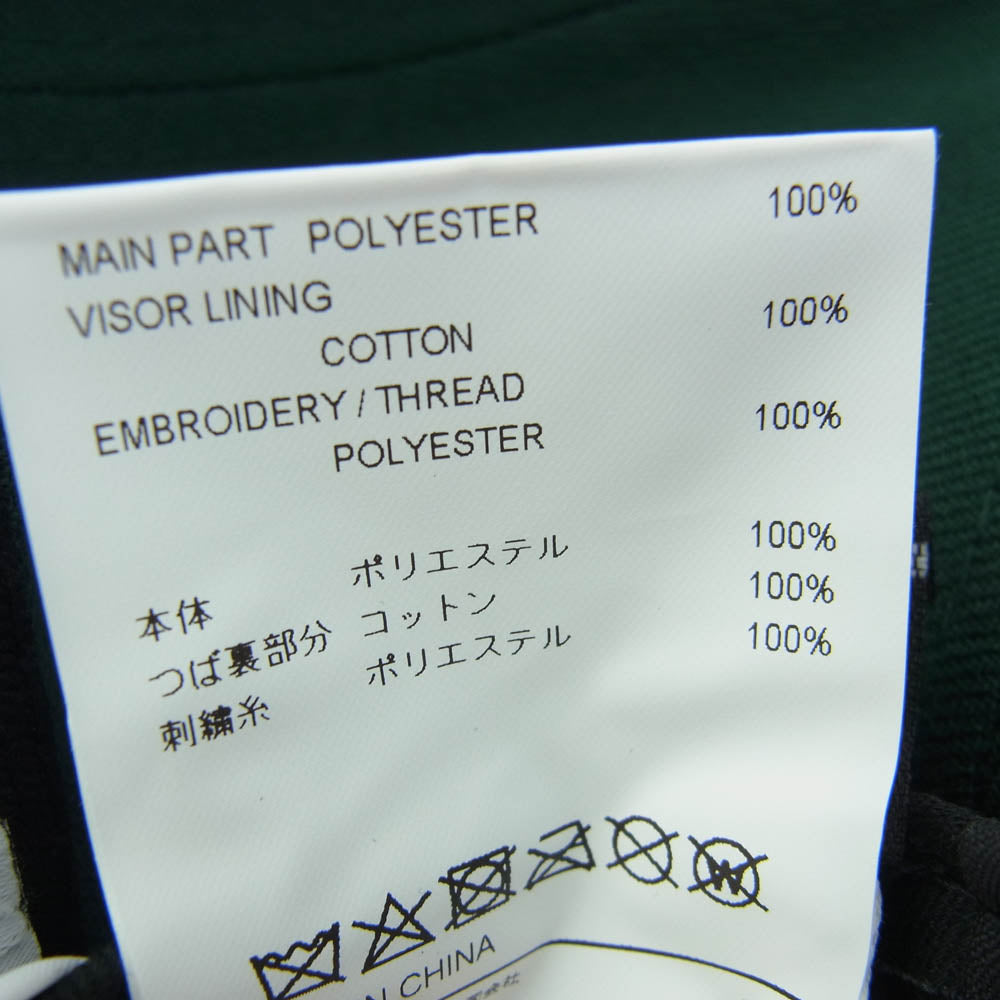 MAIN PART POLYESTER 100%
VISOR LINING
COTTON 100%
EMBROIDERY / THREAD
POLYESTER 100%
本体 ポリエステル 100%
つば裏部分 コットン 100%
刺繍糸 ポリエステル 100%
W
CHINA